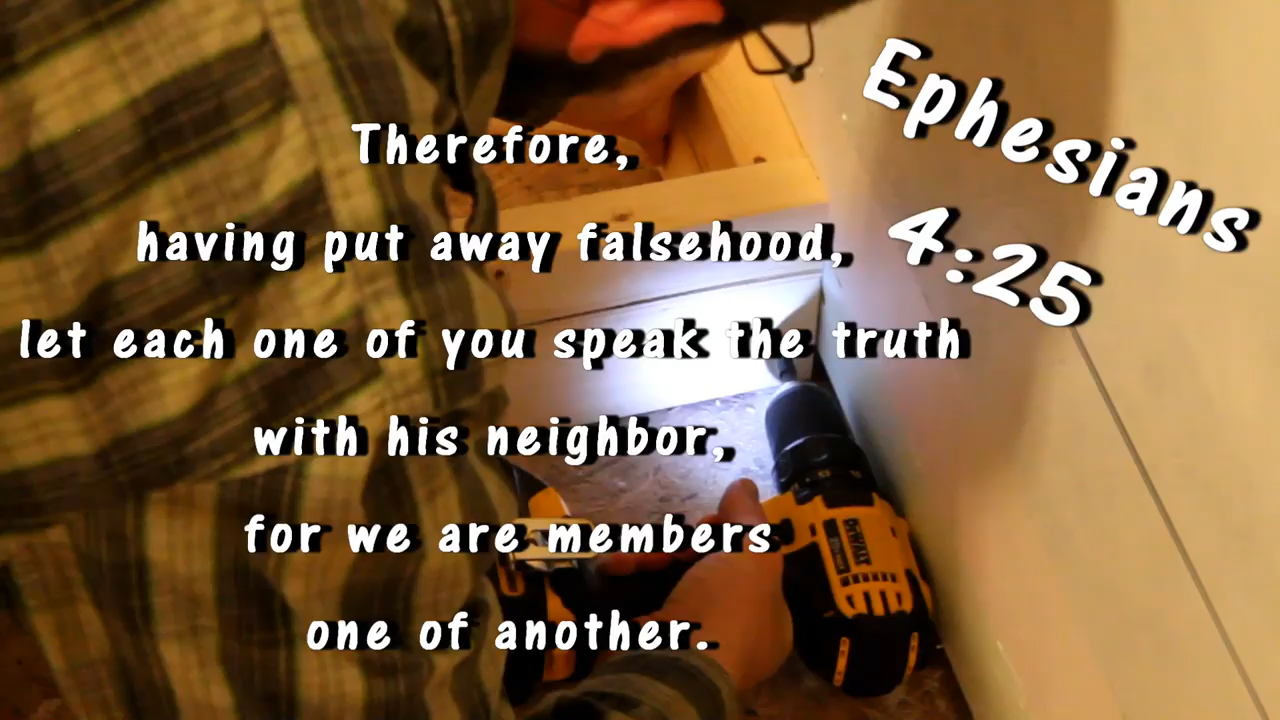 Ephesians
4:25
Therefore,
having put away falsehood,
let each one of you speak the truth
with his neighbor,
for we are members
one of another.
DEWALT